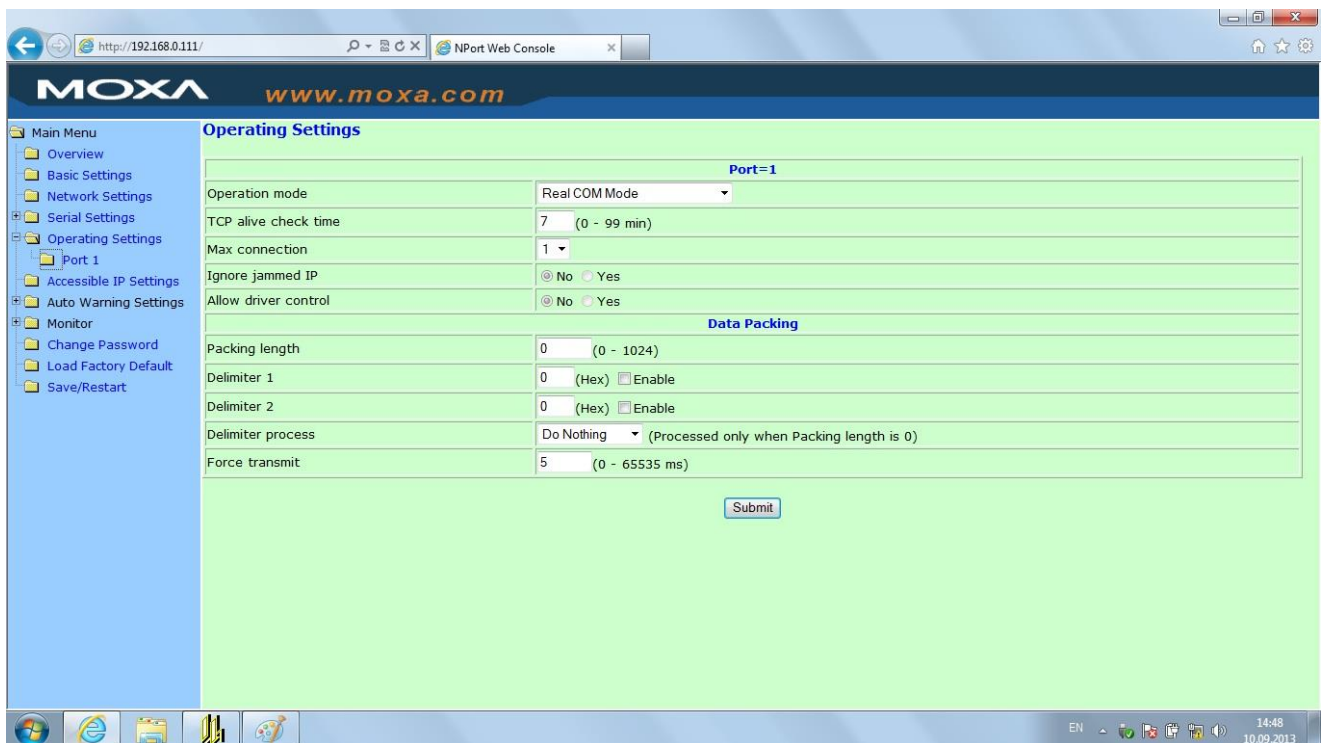 http://192.168.0.111/
NPort Web Console
MOXA www.moxa.com
Main Menu
Overview
Basic Settings
Network Settings
Serial Settings
Operating Settings
Port 1
Accessible IP Settings
Auto Warning Settings
Monitor
Change Password
Load Factory Default
Save/Restart
Operating Settings
Port=1
Operation mode Real COM Mode
TCP alive check time 7 (0 - 99 min)
Max connection 1
Ignore jammed IP No Yes
Allow driver control No Yes
Data Packing
Packing length 0 (0 - 1024)
Delimiter 1 0 (Hex) Enable
Delimiter 2 0 (Hex) Enable
Delimiter process Do Nothing (Processed only when Packing length is 0)
Force transmit 5 (0 - 65535 ms)
Submit
EN 14:48
10.09.2013